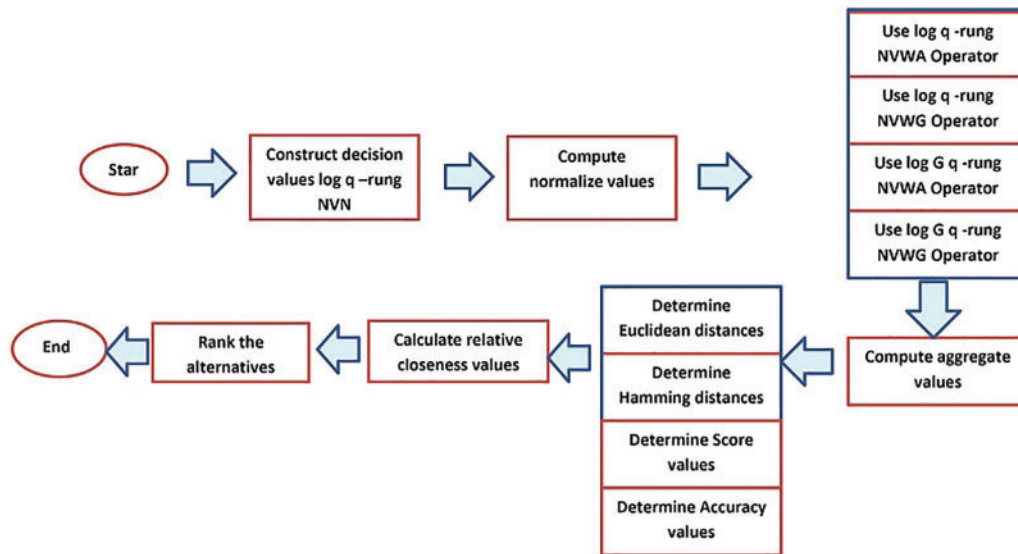 Star
Construct decision
values log q –rung
NVN
Compute
normalize values
Use log q -rung
NVWA Operator
Use log q -rung
NVWG Operator
Use log G q -rung
NVWA Operator
Use log G q -rung
NVWG Operator
Compute aggregate
values
Determine
Euclidean distances
Determine
Hamming distances
Determine Score
values
Determine Accuracy
values
Calculate relative
closeness values
Rank the
alternatives
End